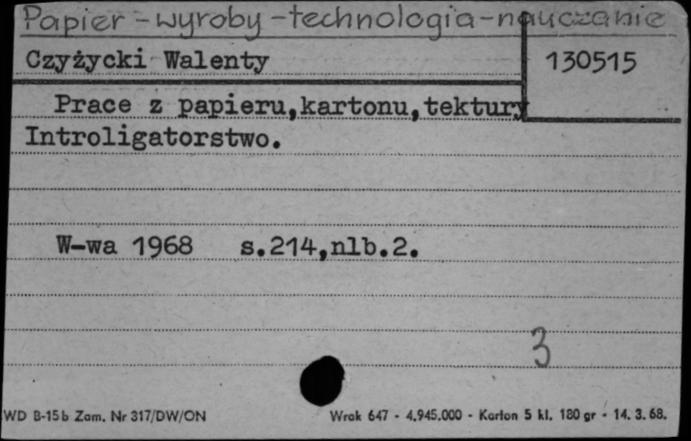 Papier - wyroby - technologia - nauczanie
Czyżycki Walenty 130515
Prace z papieru,kartonu,tektury
Introligatorstwo.
W-wa 1968 s.214,nlb.2.
3
WD B-15b Zam. Nr 317/DW/ON Wrak 647 - 4.945.000 - Karton 5 kl. 180 gr - 14. 3. 68.